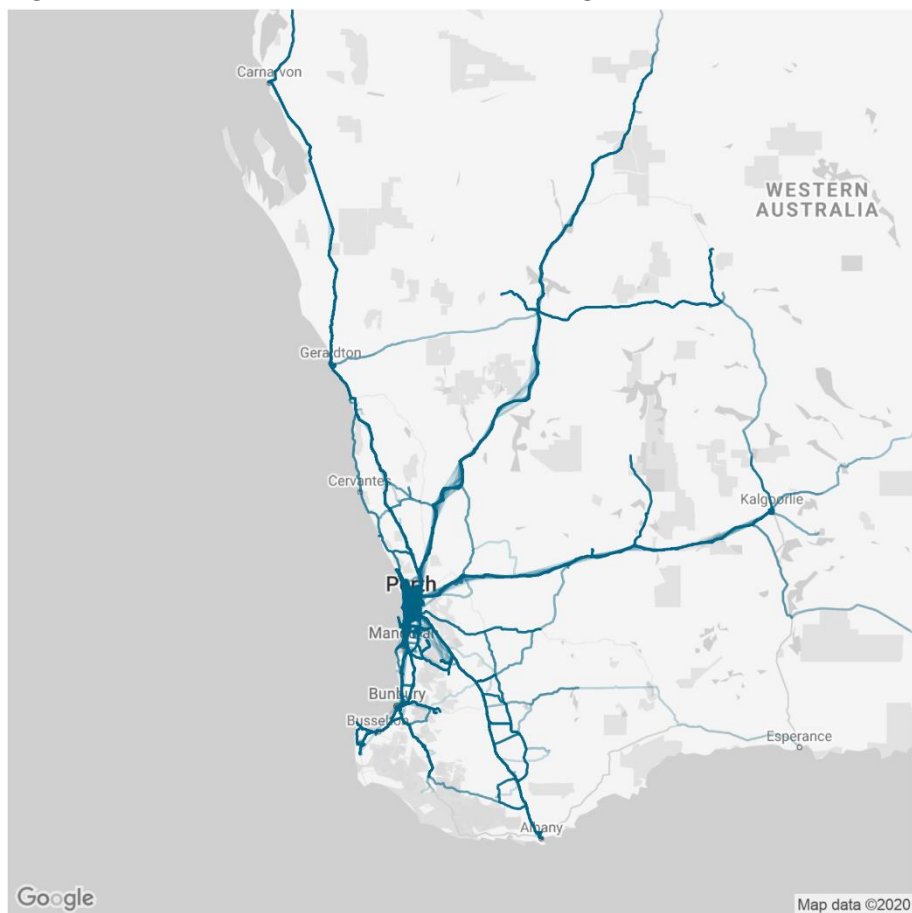 Carnarvon
WESTERN
AUSTRALIA
Geraldton
Cervantes
Kalgoorlie
Perth
Mandurah
Bunbury
Busselton
Esperance
Albany
Google
Map data ©2020